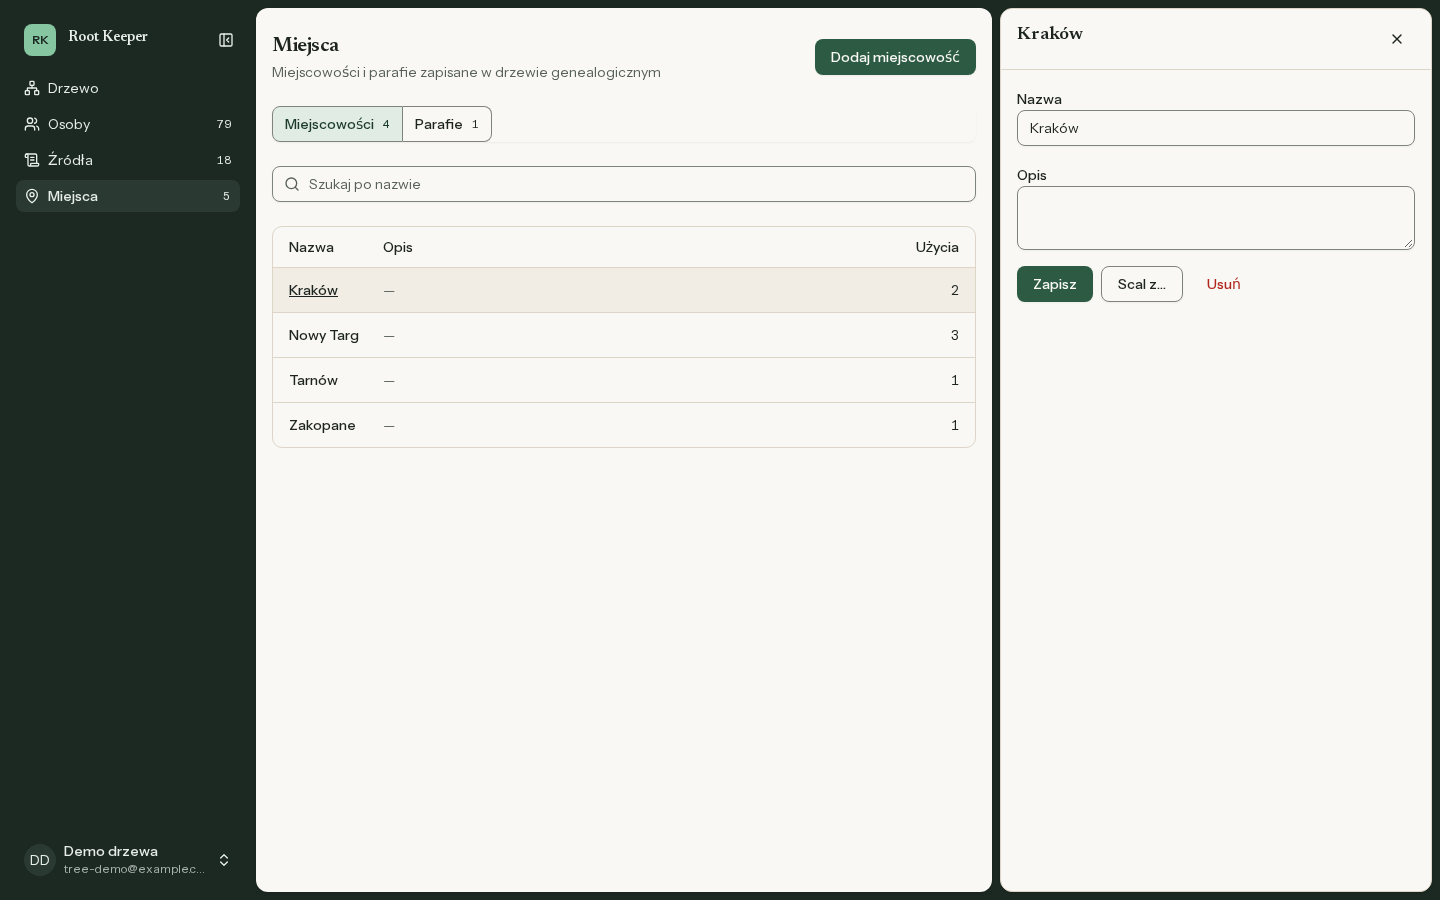 RK
Root Keeper
Drzewo
Osoby 79
Źródła 18
Miejsca 5
DD
Demo drzewa
tree-demo@example.c...
Miejsca
Miejscowości i parafie zapisane w drzewie genealogicznym
Dodaj miejscowość
Miejscowości 4
Parafie 1
Szukaj po nazwie
Nazwa Opis Użycia
Kraków — 2
Nowy Targ — 3
Tarnów — 1
Zakopane — 1
Kraków
Nazwa
Kraków
Opis
Zapisz
Scal z...
Usuń